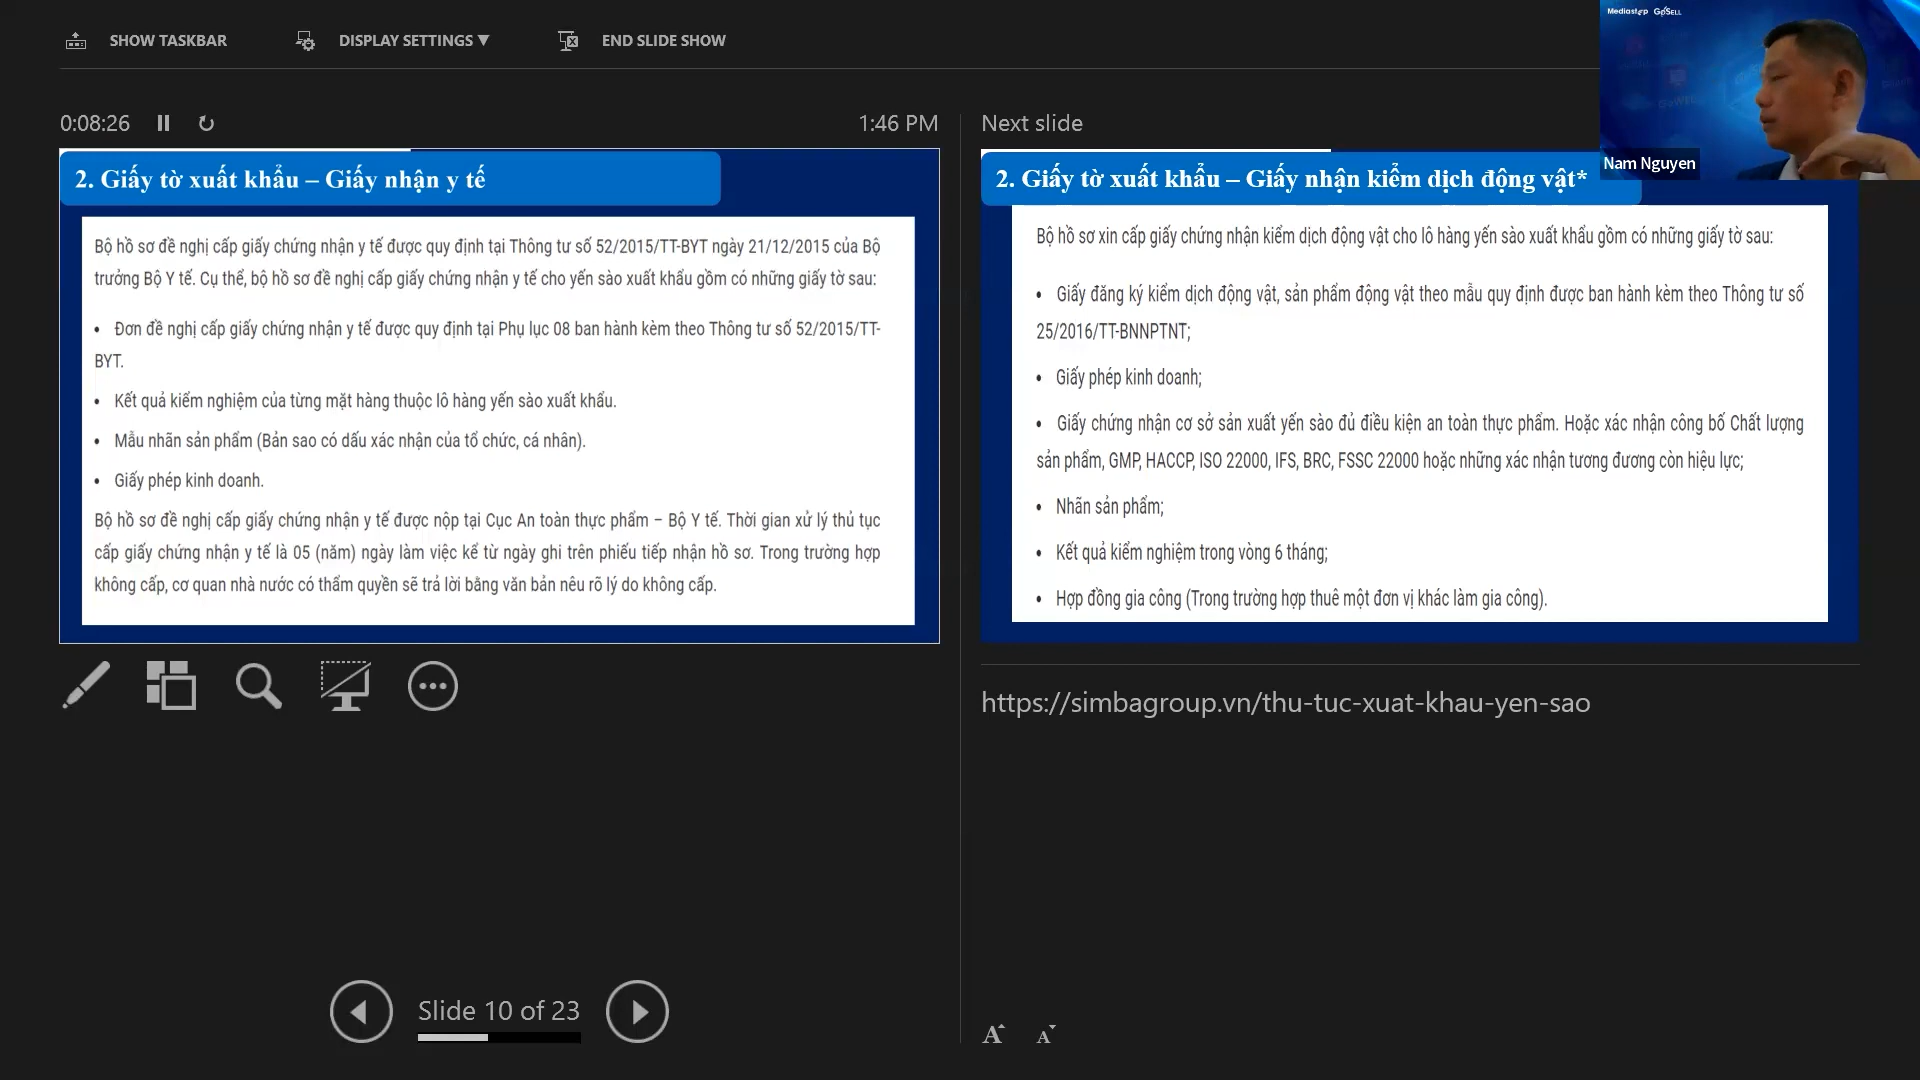 SHOW TASKBAR
DISPLAY SETTINGS ▼
END SLIDE SHOW
Mediastep GoSELL
Nam Nguyen
0:08:26
1:46 PM
2. Giấy tờ xuất khẩu – Giấy nhận y tế
Bộ hồ sơ đề nghị cấp giấy chứng nhận y tế được quy định tại Thông tư số 52/2015/TT-BYT ngày 21/12/2015 của Bộ
trưởng Bộ Y tế. Cụ thể, bộ hồ sơ đề nghị cấp giấy chứng nhận y tế cho yến sào xuất khẩu gồm có những giấy tờ sau:
• Đơn đề nghị cấp giấy chứng nhận y tế được quy định tại Phụ lục 08 ban hành kèm theo Thông tư số 52/2015/TT-
BYT.
• Kết quả kiểm nghiệm của từng mặt hàng thuộc lô hàng yến sào xuất khẩu.
• Mẫu nhãn sản phẩm (Bản sao có dấu xác nhận của tổ chức, cá nhân).
• Giấy phép kinh doanh.
Bộ hồ sơ đề nghị cấp giấy chứng nhận y tế được nộp tại Cục An toàn thực phẩm – Bộ Y tế. Thời gian xử lý thủ tục
cấp giấy chứng nhận y tế là 05 (năm) ngày làm việc kể từ ngày ghi trên phiếu tiếp nhận hồ sơ. Trong trường hợp
không cấp, cơ quan nhà nước có thẩm quyền sẽ trả lời bằng văn bản nêu rõ lý do không cấp.
Slide 10 of 23
Next slide
2. Giấy tờ xuất khẩu – Giấy nhận kiểm dịch động vật*
Bộ hồ sơ xin cấp giấy chứng nhận kiểm dịch động vật cho lô hàng yến sào xuất khẩu gồm có những giấy tờ sau:
• Giấy đăng ký kiểm dịch động vật, sản phẩm động vật theo mẫu quy định được ban hành kèm theo Thông tư số
25/2016/TT-BNNPTNT;
• Giấy phép kinh doanh;
• Giấy chứng nhận cơ sở sản xuất yến sào đủ điều kiện an toàn thực phẩm. Hoặc xác nhận công bố Chất lượng
sản phẩm, GMP, HACCP, ISO 22000, IFS, BRC, FSSC 22000 hoặc những xác nhận tương đương còn hiệu lực;
• Nhãn sản phẩm;
• Kết quả kiểm nghiệm trong vòng 6 tháng;
• Hợp đồng gia công (Trong trường hợp thuê một đơn vị khác làm gia công).
https://simbagroup.vn/thu-tuc-xuat-khau-yen-sao
A A